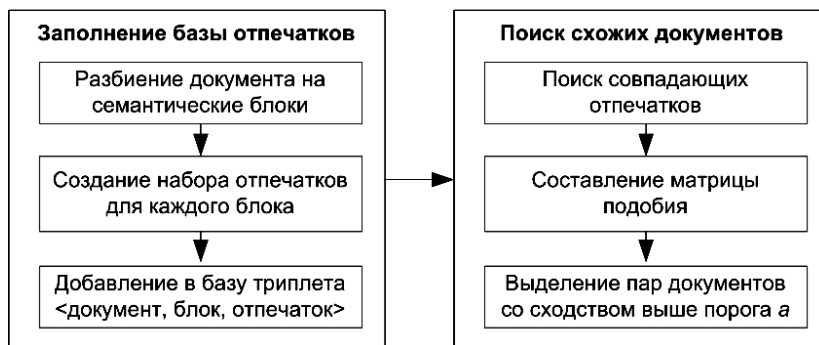 Заполнение базы отпечатков
Разбиение документа на
семантические блоки
Создание набора отпечатков
для каждого блока
Добавление в базу триплета
<документ, блок, отпечаток>
Поиск схожих документов
Поиск совпадающих
отпечатков
Составление матрицы
подобия
Выделение пар документов
со сходством выше порога a